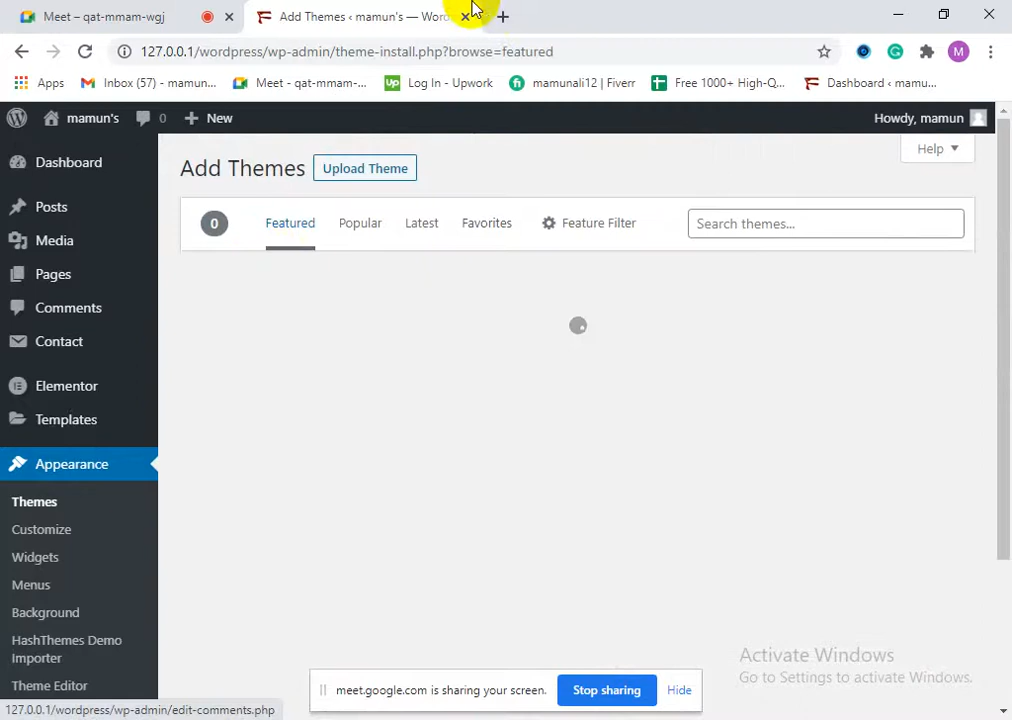 Meet – qat-mmam-wgj
Add Themes ‹ mamun's — Wor
127.0.0.1/wordpress/wp-admin/theme-install.php?browse=featured
M
Apps
Inbox (57) - mamun...
Meet - qat-mmam-...
Up
Log In - Upwork
mamunali12 | Fiverr
Free 1000+ High-Q...
Dashboard ‹ mamu...
mamun's
0
New
Howdy, mamun
Dashboard
Add Themes
Upload Theme
Help
Posts
0
Featured
Popular
Latest
Favorites
Feature Filter
Search themes...
Media
Pages
Comments
Contact
Elementor
Templates
Appearance
Themes
Customize
Widgets
Menus
Background
HashThemes Demo
Importer
Theme Editor
Activate Windows
Go to Settings to activate Windows.
meet.google.com is sharing your screen.
Stop sharing
Hide
127.0.0.1/wordpress/wp-admin/edit-comments.php